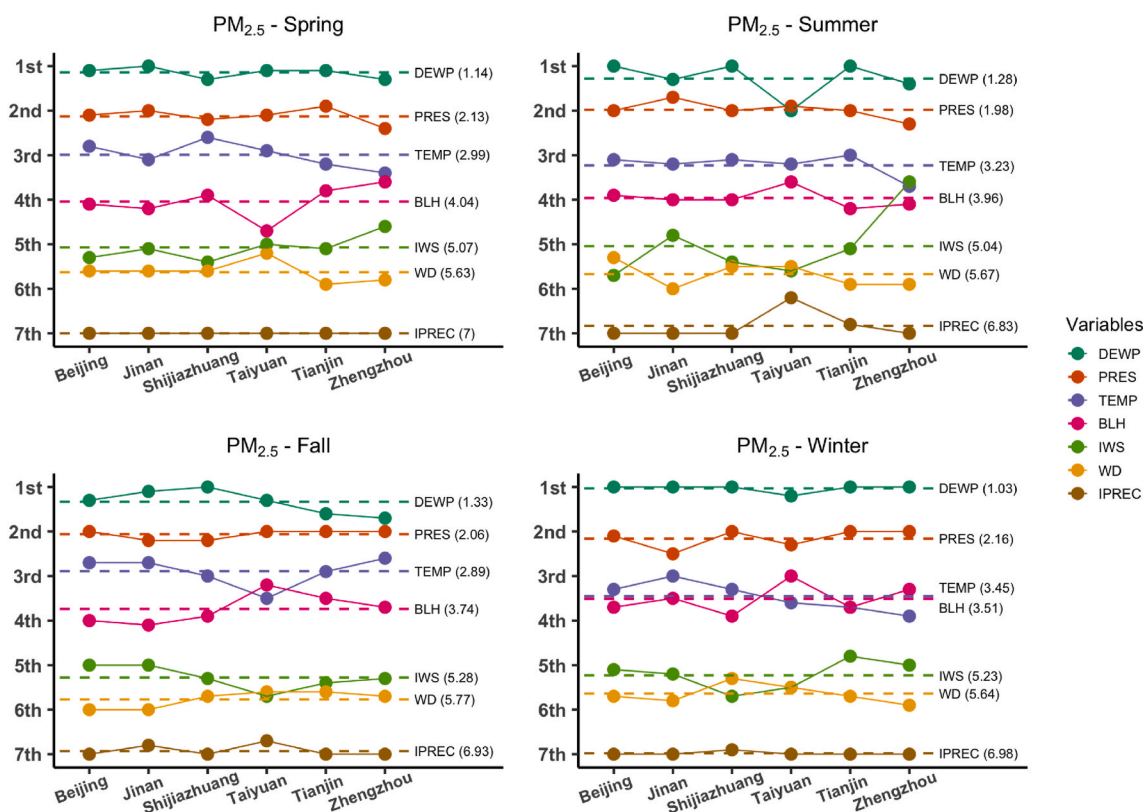 PM2.5 - Spring
1st
2nd
3rd
4th
5th
6th
7th
DEWP (1.14)
PRES (2.13)
TEMP (2.99)
BLH (4.04)
IWS (5.07)
WD (5.63)
IPREC (7)
Beijing
Jinan
Shijiazhuang
Taiyuan
Tianjin
Zhengzhou
PM2.5 - Summer
1st
2nd
3rd
4th
5th
6th
7th
DEWP (1.28)
PRES (1.98)
TEMP (3.23)
BLH (3.96)
IWS (5.04)
WD (5.67)
IPREC (6.83)
Beijing
Jinan
Shijiazhuang
Taiyuan
Tianjin
Zhengzhou
Variables
DEWP
PRES
TEMP
BLH
IWS
WD
IPREC
PM2.5 - Fall
1st
2nd
3rd
4th
5th
6th
7th
DEWP (1.33)
PRES (2.06)
TEMP (2.89)
BLH (3.74)
IWS (5.28)
WD (5.77)
IPREC (6.93)
Beijing
Jinan
Shijiazhuang
Taiyuan
Tianjin
Zhengzhou
PM2.5 - Winter
1st
2nd
3rd
4th
5th
6th
7th
DEWP (1.03)
PRES (2.16)
TEMP (3.45)
BLH (3.51)
IWS (5.23)
WD (5.64)
IPREC (6.98)
Beijing
Jinan
Shijiazhuang
Taiyuan
Tianjin
Zhengzhou